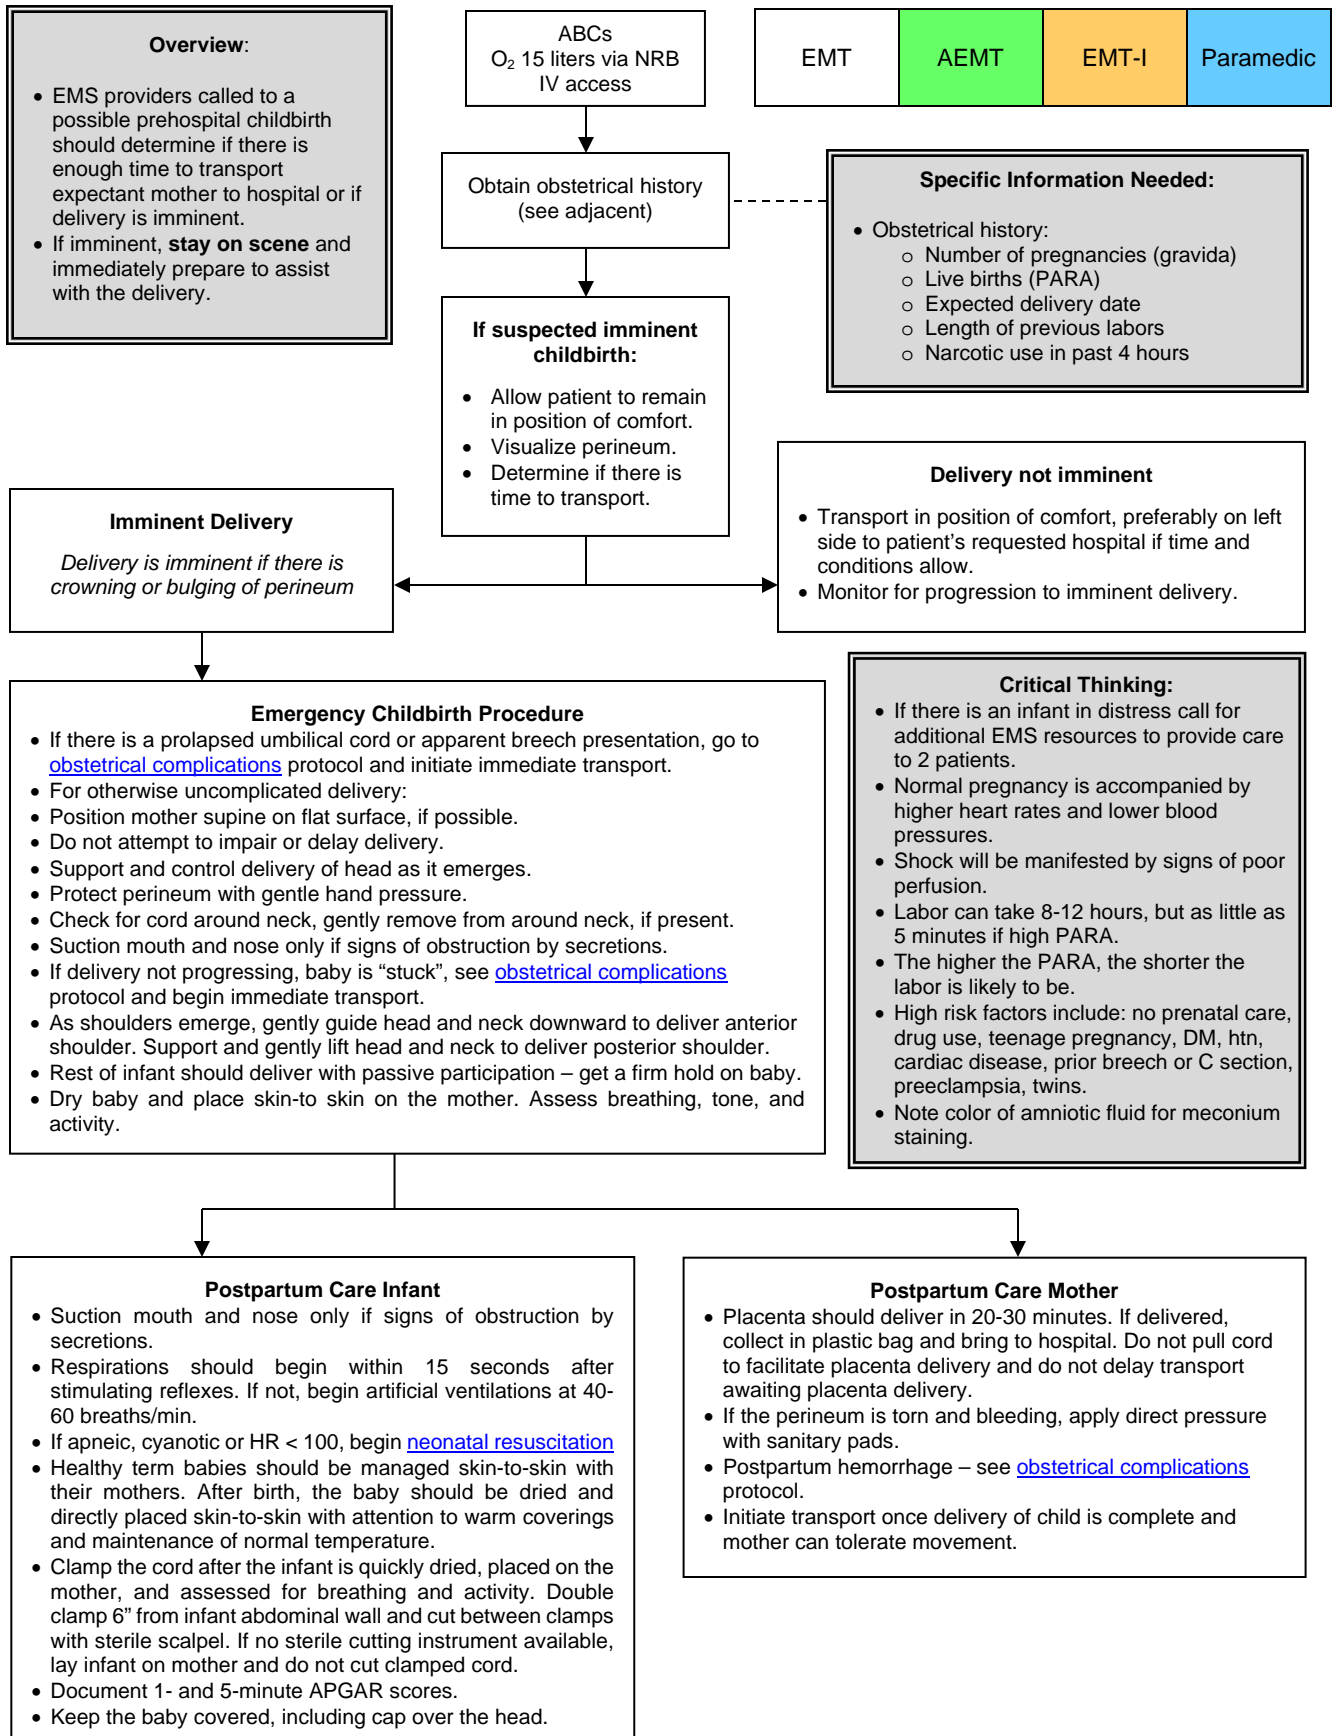 Overview:
• EMS providers called to a
possible prehospital childbirth
should determine if there is
enough time to transport
expectant mother to hospital or if
delivery is imminent.
• If imminent, stay on scene and
immediately prepare to assist
with the delivery.
ABCs
O2 15 liters via NRB
IV access
EMT
AEMT
EMT-I
Paramedic
Obtain obstetrical history
(see adjacent)
Specific Information Needed:
• Obstetrical history:
o Number of pregnancies (gravida)
o Live births (PARA)
o Expected delivery date
o Length of previous labors
o Narcotic use in past 4 hours
If suspected imminent
childbirth:
• Allow patient to remain
in position of comfort.
• Visualize perineum.
• Determine if there is
time to transport.
Imminent Delivery
Delivery is imminent if there is
crowning or bulging of perineum
Delivery not imminent
• Transport in position of comfort, preferably on left
side to patient's requested hospital if time and
conditions allow.
• Monitor for progression to imminent delivery.
Emergency Childbirth Procedure
• If there is a prolapsed umbilical cord or apparent breech presentation, go to
obstetrical complications protocol and initiate immediate transport.
• For otherwise uncomplicated delivery:
• Position mother supine on flat surface, if possible.
• Do not attempt to impair or delay delivery.
• Support and control delivery of head as it emerges.
• Protect perineum with gentle hand pressure.
• Check for cord around neck, gently remove from around neck, if present.
• Suction mouth and nose only if signs of obstruction by secretions.
• If delivery not progressing, baby is “stuck”, see obstetrical complications
protocol and begin immediate transport.
• As shoulders emerge, gently guide head and neck downward to deliver anterior
shoulder. Support and gently lift head and neck to deliver posterior shoulder.
• Rest of infant should deliver with passive participation – get a firm hold on baby.
• Dry baby and place skin-to skin on the mother. Assess breathing, tone, and
activity.
Critical Thinking:
• If there is an infant in distress call for
additional EMS resources to provide care
to 2 patients.
• Normal pregnancy is accompanied by
higher heart rates and lower blood
pressures.
• Shock will be manifested by signs of poor
perfusion.
• Labor can take 8-12 hours, but as little as
5 minutes if high PARA.
• The higher the PARA, the shorter the
labor is likely to be.
• High risk factors include: no prenatal care,
drug use, teenage pregnancy, DM, htn,
cardiac disease, prior breech or C section,
preeclampsia, twins.
• Note color of amniotic fluid for meconium
staining.
Postpartum Care Infant
• Suction mouth and nose only if signs of obstruction by
secretions.
• Respirations should begin within 15 seconds after
stimulating reflexes. If not, begin artificial ventilations at 40-
60 breaths/min.
• If apneic, cyanotic or HR < 100, begin neonatal resuscitation
• Healthy term babies should be managed skin-to-skin with
their mothers. After birth, the baby should be dried and
directly placed skin-to-skin with attention to warm coverings
and maintenance of normal temperature.
• Clamp the cord after the infant is quickly dried, placed on the
mother, and assessed for breathing and activity. Double
clamp 6” from infant abdominal wall and cut between clamps
with sterile scalpel. If no sterile cutting instrument available,
lay infant on mother and do not cut clamped cord.
• Document 1- and 5-minute APGAR scores.
• Keep the baby covered, including cap over the head.
Postpartum Care Mother
• Placenta should deliver in 20-30 minutes. If delivered,
collect in plastic bag and bring to hospital. Do not pull cord
to facilitate placenta delivery and do not delay transport
awaiting placenta delivery.
• If the perineum is torn and bleeding, apply direct pressure
with sanitary pads.
• Postpartum hemorrhage – see obstetrical complications
protocol.
• Initiate transport once delivery of child is complete and
mother can tolerate movement.